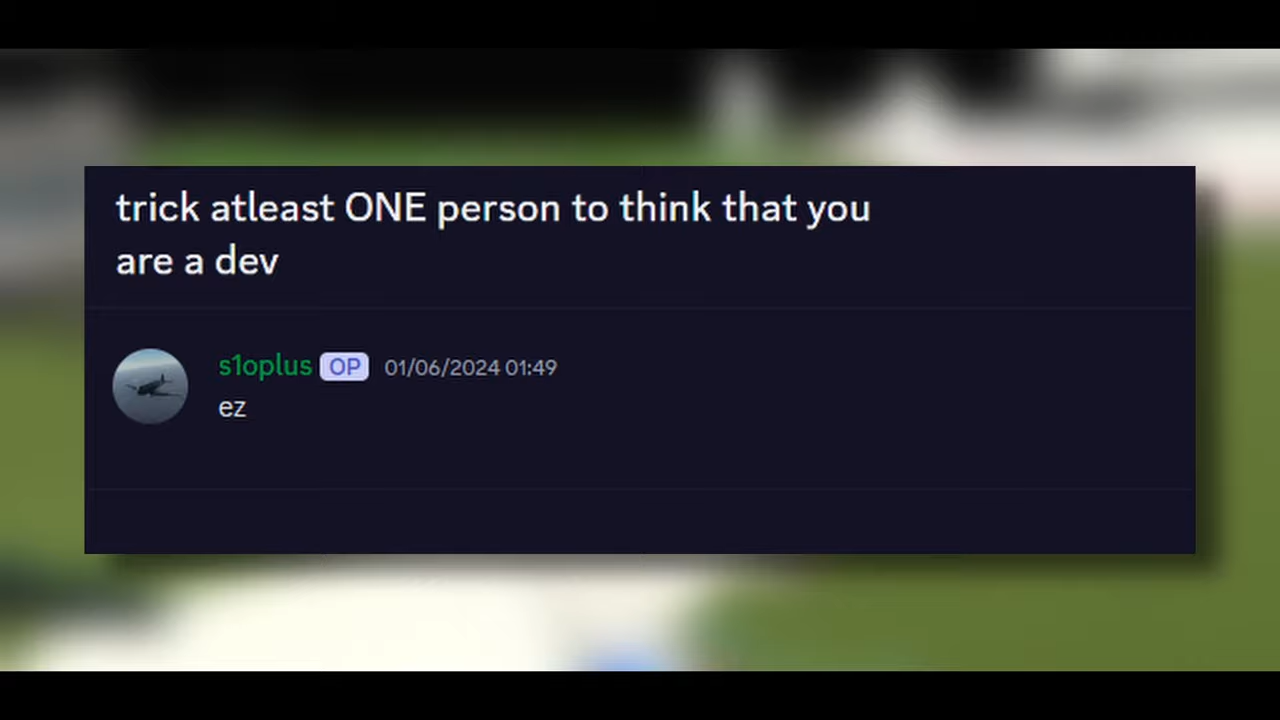 trick atleast ONE person to think that you
are a dev
s1oplus OP 01/06/2024 01:49
ez